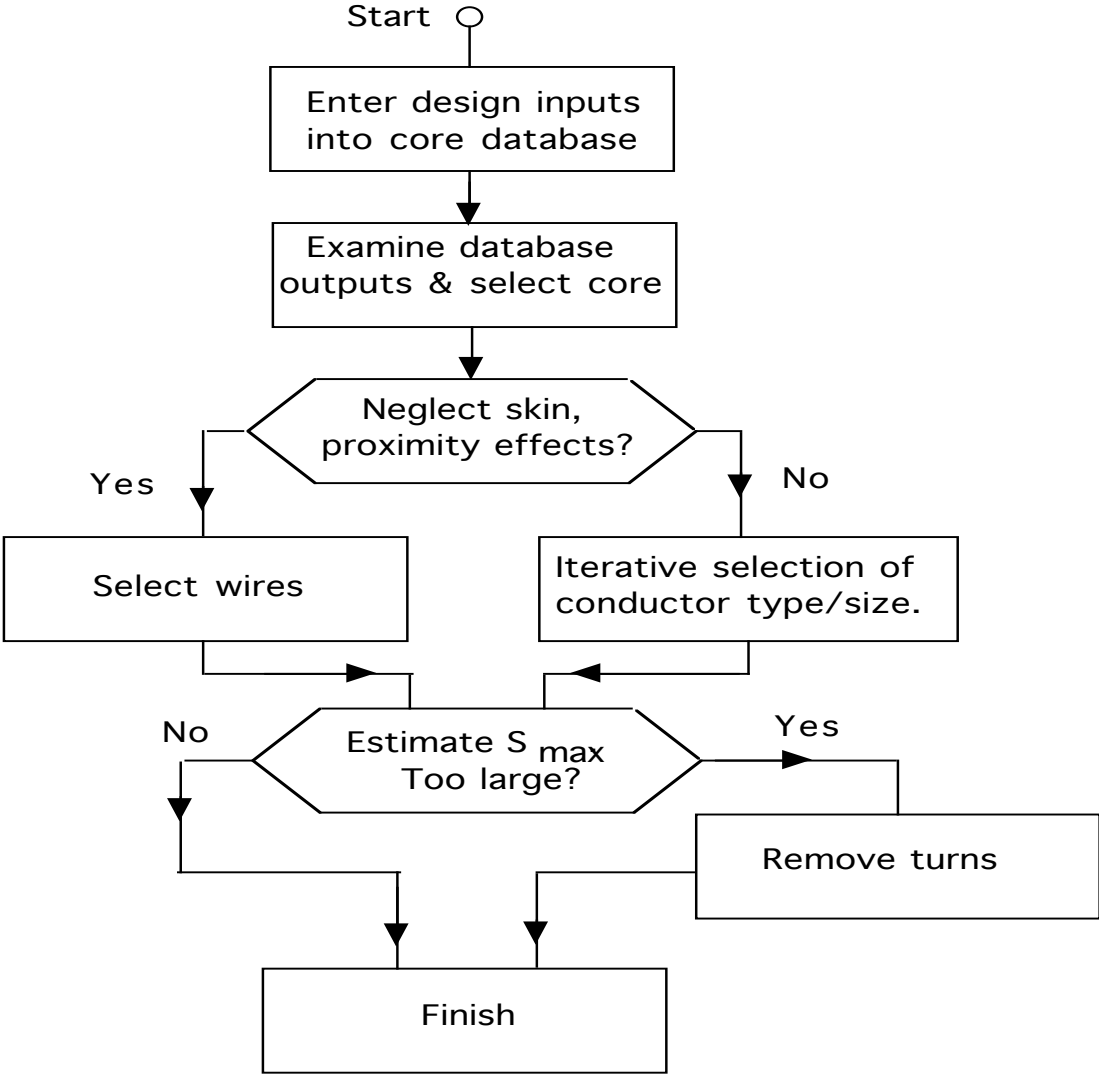 Start
Enter design inputs
into core database
Examine database
outputs & select core
Neglect skin,
proximity effects?
Yes
No
Select wires
Iterative selection of
conductor type/size.
No
Estimate S max
Too large?
Yes
Remove turns
Finish